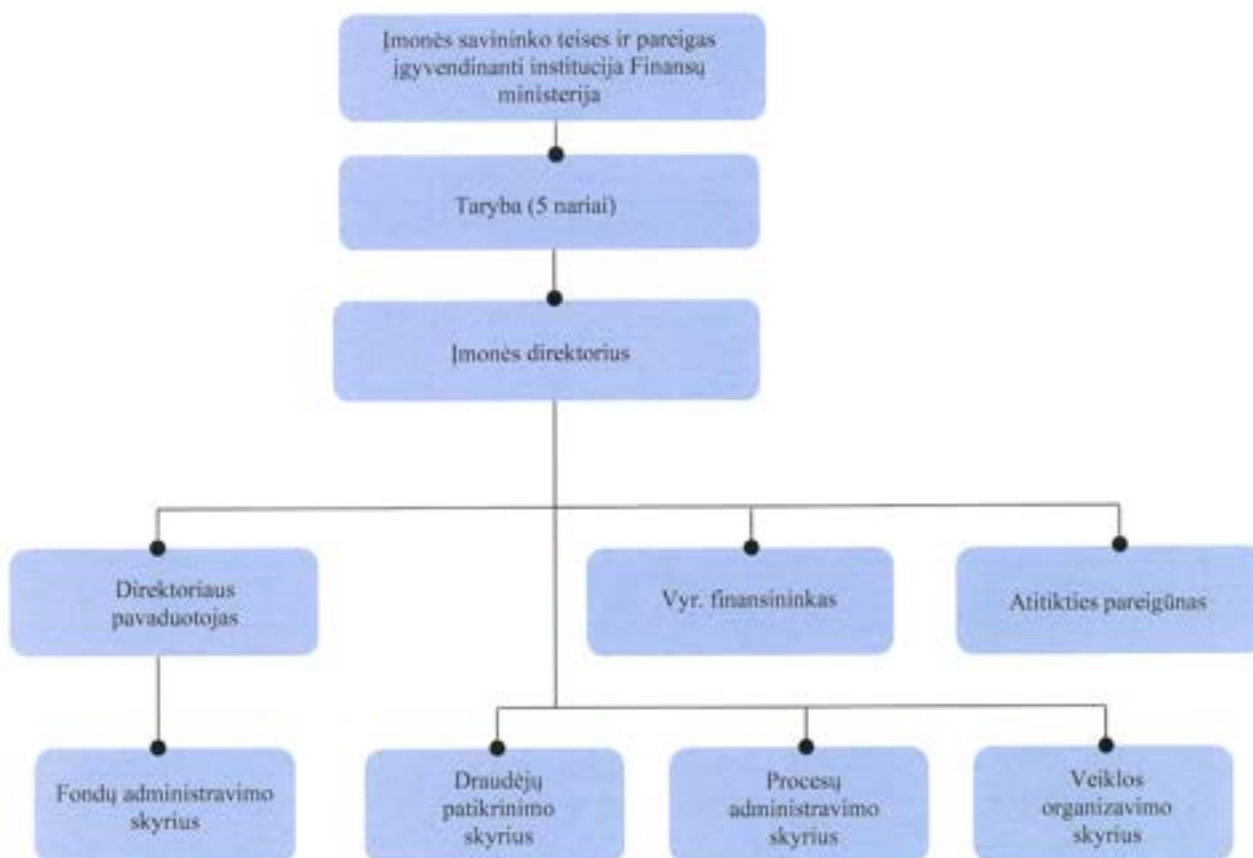 Įmonės savininko teises ir pareigas
įgyvendinanti institucija Finansų
ministerija
Taryba (5 nariai)
Įmonės direktorius
Direktoriaus
pavaduotojas
Vyr. finansininkas
Atitikties pareigūnas
Fondų administravimo
skyrius
Draudėjų
patikrinimo
skyrius
Procesų
administravimo
skyrius
Veiklos
organizavimo
skyrius